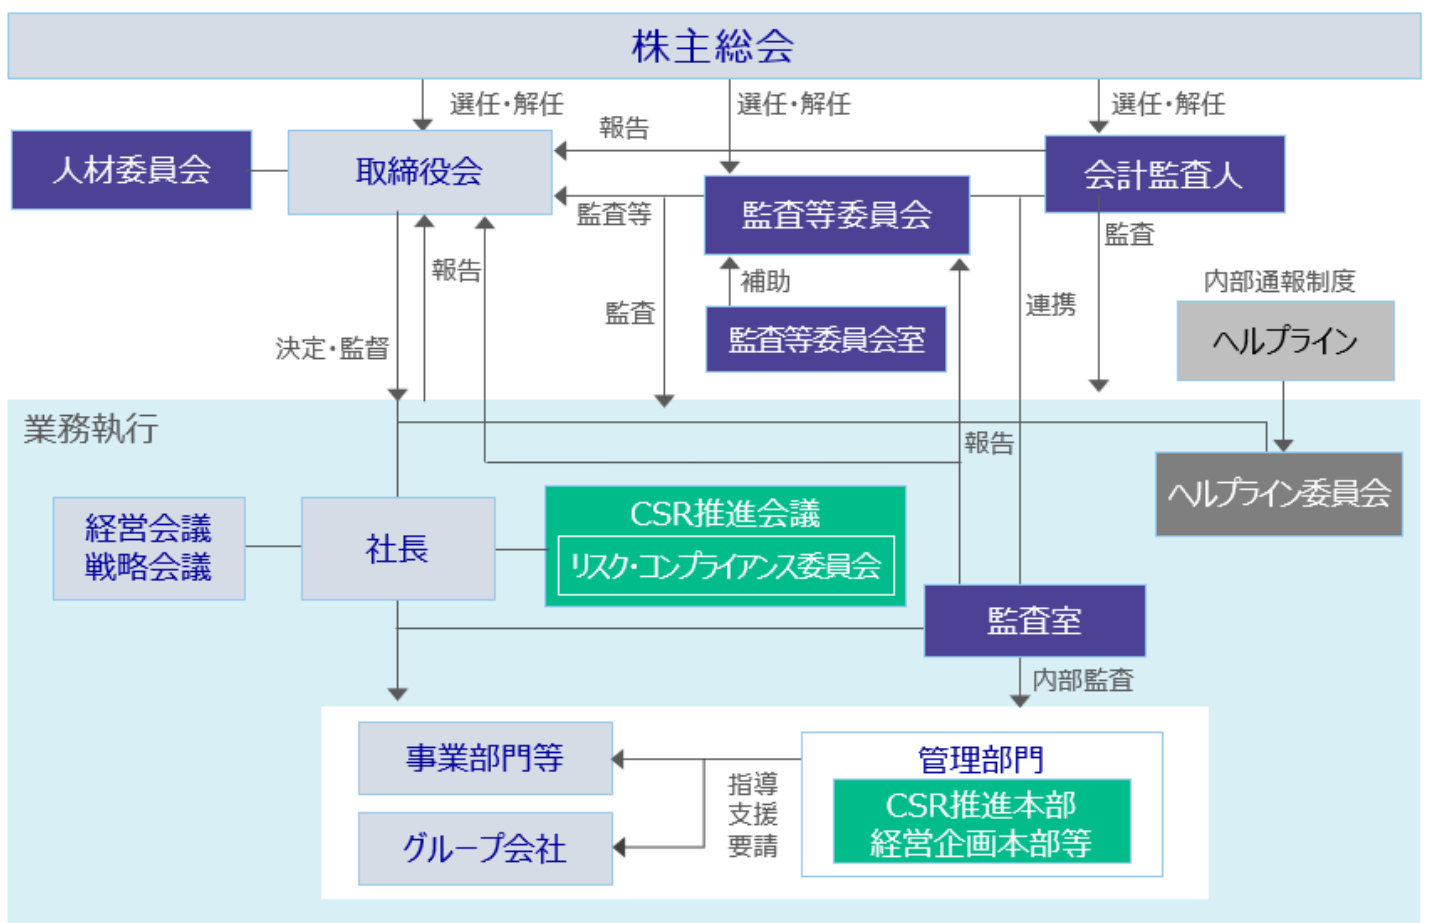 株主総会
選任・解任
選任・解任
選任・解任
報告
人材委員会
取締役会
会計監査人
監査等
監査等委員会
監査
報告
補助
内部通報制度
監査
連携
監査等委員会室
ヘルプライン
決定・監督
業務執行
報告
ヘルプライン委員会
経営会議
戦略会議
社長
CSR推進会議
リスク・コンプライアンス委員会
監査室
内部監査
事業部門等
管理部門
指導
支援
要請
CSR推進本部
経営企画本部等
グループ会社